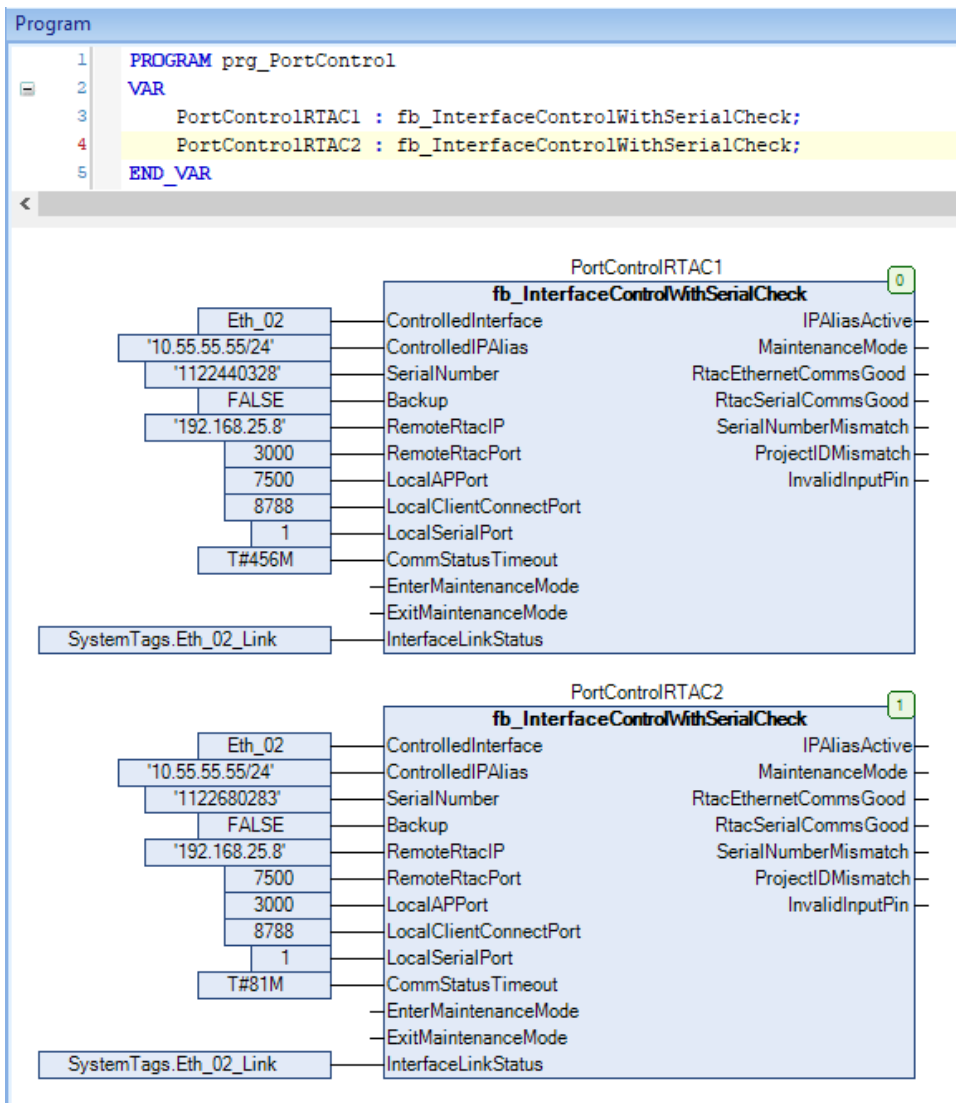 Program
1 PROGRAM prg_PortControl
2 VAR
3 PortControlRTAC1 : fb_InterfaceControlWithSerialCheck;
4 PortControlRTAC2 : fb_InterfaceControlWithSerialCheck;
5 END_VAR
PortControlRTAC1
0
fb_InterfaceControlWithSerialCheck
Eth_02 ControlledInterface IPAliasActive
'10.55.55.55/24' ControlledIPAlias MaintenanceMode
'1122440328' SerialNumber RtacEthernetCommsGood
FALSE Backup RtacSerialCommsGood
'192.168.25.8' RemoteRtacIP SerialNumberMismatch
3000 RemoteRtacPort ProjectIDMismatch
7500 LocalAPPort InvalidInputPin
8788 LocalClientConnectPort
1 LocalSerialPort
T#456M CommStatusTimeout
EnterMaintenanceMode
ExitMaintenanceMode
SystemTags.Eth_02_Link InterfaceLinkStatus
PortControlRTAC2
1
fb_InterfaceControlWithSerialCheck
Eth_02 ControlledInterface IPAliasActive
'10.55.55.55/24' ControlledIPAlias MaintenanceMode
'1122680283' SerialNumber RtacEthernetCommsGood
FALSE Backup RtacSerialCommsGood
'192.168.25.8' RemoteRtacIP SerialNumberMismatch
7500 RemoteRtacPort ProjectIDMismatch
3000 LocalAPPort InvalidInputPin
8788 LocalClientConnectPort
1 LocalSerialPort
T#81M CommStatusTimeout
EnterMaintenanceMode
ExitMaintenanceMode
SystemTags.Eth_02_Link InterfaceLinkStatus